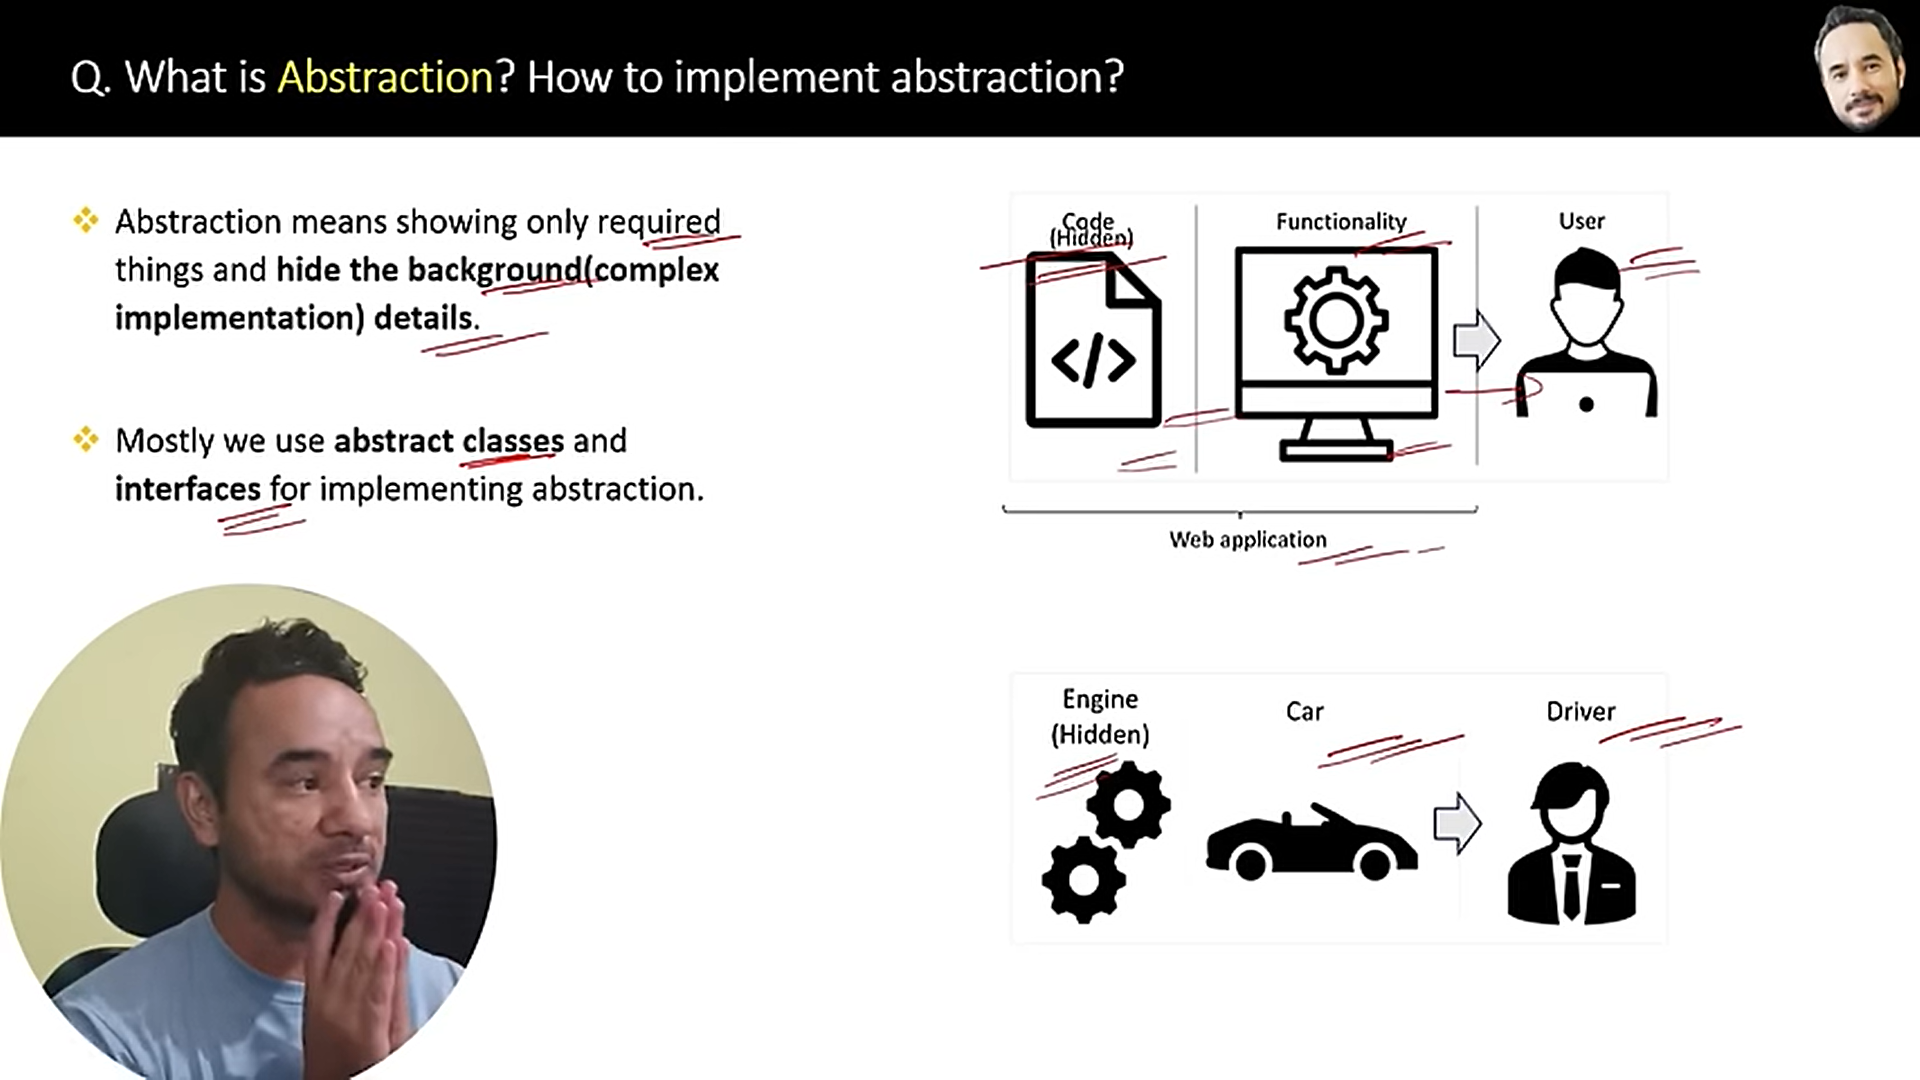 Q. What is Abstraction? How to implement abstraction?
Abstraction means showing only required
things and hide the background(complex
implementation) details.
Mostly we use abstract classes and
interfaces for implementing abstraction.
Code
(Hidden)
Functionality
User
</>
Web application
Engine
(Hidden)
Car
Driver